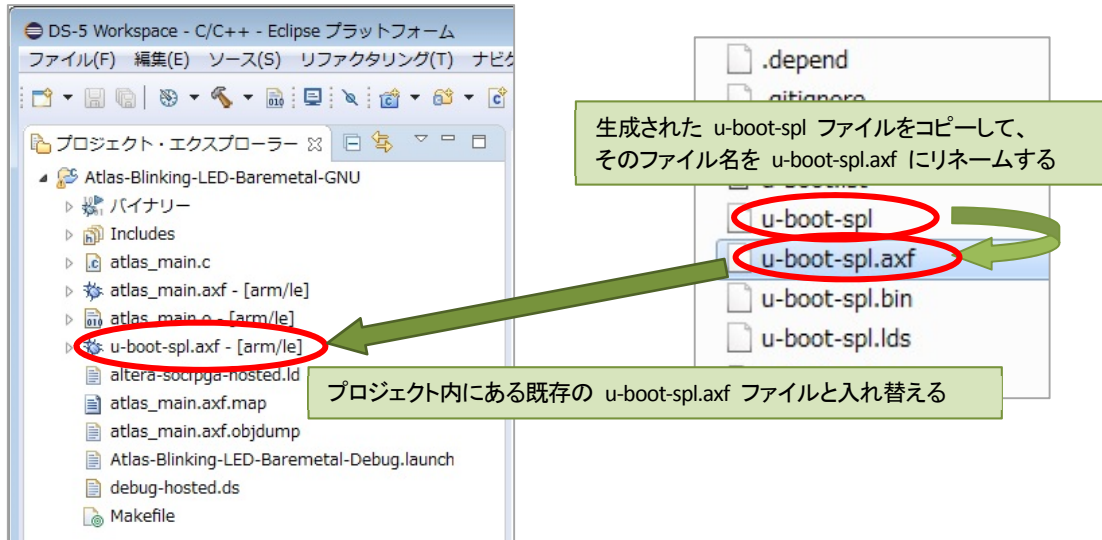 DS-5 Workspace - C/C++ - Eclipse プラットフォーム
ファイル(F) 編集(E) ソース(S) リファクタリング(T) ナビゲ
プロジェクト・エクスプローラー
Atlas-Blinking-LED-Baremetal-GNU
バイナリー
Includes
atlas_main.c
atlas_main.axf - [arm/le]
atlas_main.o - [arm/le]
u-boot-spl.axf - [arm/le]
altera-socfpga-hosted.ld
atlas_main.axf.map
atlas_main.axf.objdump
Atlas-Blinking-LED-Baremetal-Debug.launch
debug-hosted.ds
Makefile
.depend
.gitignore
生成された u-boot-spl ファイルをコピーして、
そのファイル名を u-boot-spl.axf にリネームする
u-boot-spl
u-boot-spl.axf
u-boot-spl.bin
u-boot-spl.lds
プロジェクト内にある既存の u-boot-spl.axf ファイルと入れ替える